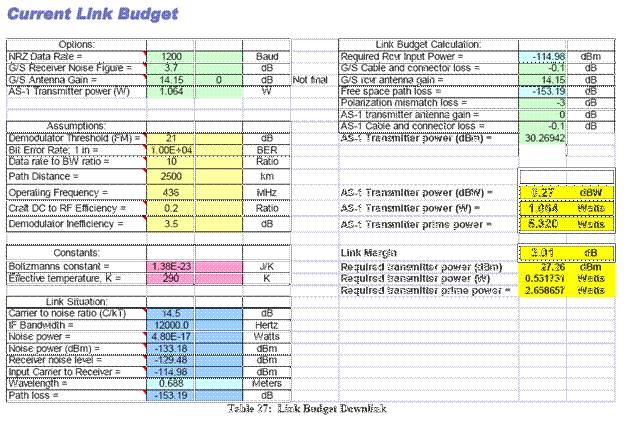 Current Link Budget
Options: Link Budget Calculation:
NRZ Data Rate = 1200 Baud Required Rcvr Input Power = -114.98 dBm
G/S Receiver Noise Figure = 3.7 dB G/S Cable and connector loss = -0.1 dB
G/S Antenna Gain = 14.15 0 dB Not final G/S rcvr antenna gain = 14.15 dB
AS-1 Transmitter power (W) 1.064 W Free space path loss = -153.19 dB
Polarization mismatch loss = -3 dB
AS-1 transmitter antenna gain = 0 dB
Assumptions: AS-1 Cable and connector loss = -0.1 dB
Demodulator Threshold (FM) = 21 dB AS-1 Transmitter power (dBm) = 30.26942
Bit Error Rate, 1 in = 1.00E+04 BER
Data rate to BW ratio = 10 Ratio
Path Distance = 2500 km
Operating Frequency = 436 MHz AS-1 Transmitter power (dBW) = 0.27 dBW
Craft DC to RF Efficiency = 0.2 Ratio AS-1 Transmitter power (W) = 1.064 Watts
Demodulator Inefficiency = 3.5 dB AS-1 Transmitter prime power = 5.320 Watts
Constants: Link Margin 3.01 dB
Boltzmanns constant = 1.38E-23 J/K Required transmitter power (dBm) 27.26 dBm
Effective temperature, K = 290 K Required transmitter power (W) 0.531731 Watts
Required transmitter prime power = 2.658657 Watts
Link Situation:
Carrier to noise ratio (C/kT) 14.5 dB
IF Bandwidth = 12000.0 Hertz
Noise power = 4.80E-17 Watts
Noise power (dBm) = -133.18 dBm
Receiver noise level = -129.48 dBm
Input Carrier to Receiver = -114.98 dBm
Wavelength = 0.688 Meters
Path loss = -153.19 dB
Table 27: Link Budget Downlink